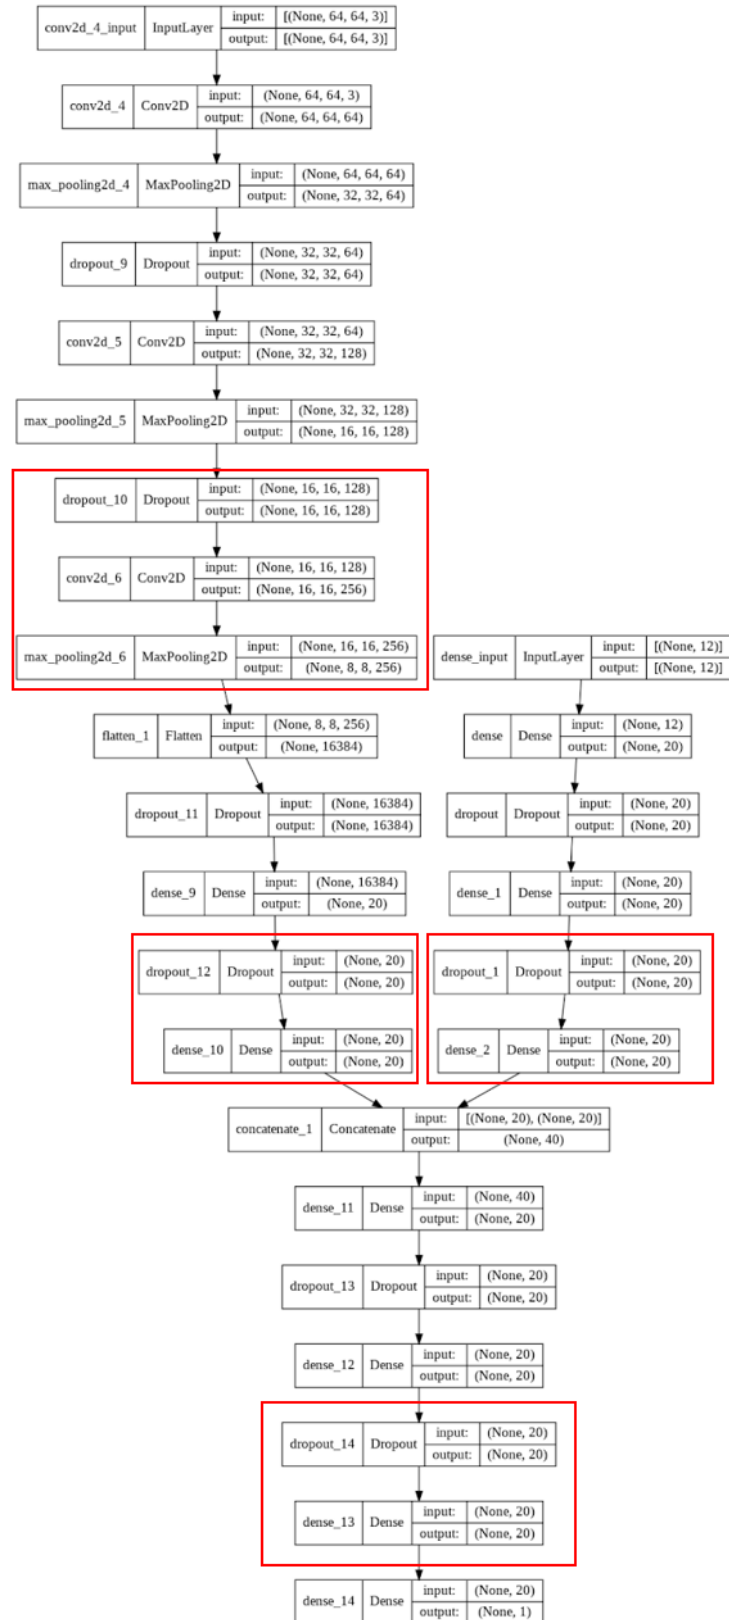 conv2d_4_input InputLayer input: [(None, 64, 64, 3)]
output: [(None, 64, 64, 3)]
conv2d_4 Conv2D input: (None, 64, 64, 3)
output: (None, 64, 64, 64)
max_pooling2d_4 MaxPooling2D input: (None, 64, 64, 64)
output: (None, 32, 32, 64)
dropout_9 Dropout input: (None, 32, 32, 64)
output: (None, 32, 32, 64)
conv2d_5 Conv2D input: (None, 32, 32, 64)
output: (None, 32, 32, 128)
max_pooling2d_5 MaxPooling2D input: (None, 32, 32, 128)
output: (None, 16, 16, 128)
dropout_10 Dropout input: (None, 16, 16, 128)
output: (None, 16, 16, 128)
conv2d_6 Conv2D input: (None, 16, 16, 128)
output: (None, 16, 16, 256)
max_pooling2d_6 MaxPooling2D input: (None, 16, 16, 256)
output: (None, 8, 8, 256)
dense_input InputLayer input: [(None, 12)]
output: [(None, 12)]
flatten_1 Flatten input: (None, 8, 8, 256)
output: (None, 16384)
dense Dense input: (None, 12)
output: (None, 20)
dropout_11 Dropout input: (None, 16384)
output: (None, 16384)
dropout Dropout input: (None, 20)
output: (None, 20)
dense_9 Dense input: (None, 16384)
output: (None, 20)
dense_1 Dense input: (None, 20)
output: (None, 20)
dropout_12 Dropout input: (None, 20)
output: (None, 20)
dropout_1 Dropout input: (None, 20)
output: (None, 20)
dense_10 Dense input: (None, 20)
output: (None, 20)
dense_2 Dense input: (None, 20)
output: (None, 20)
concatenate_1 Concatenate input: [(None, 20), (None, 20)]
output: (None, 40)
dense_11 Dense input: (None, 40)
output: (None, 20)
dropout_13 Dropout input: (None, 20)
output: (None, 20)
dense_12 Dense input: (None, 20)
output: (None, 20)
dropout_14 Dropout input: (None, 20)
output: (None, 20)
dense_13 Dense input: (None, 20)
output: (None, 20)
dense_14 Dense input: (None, 20)
output: (None, 1)